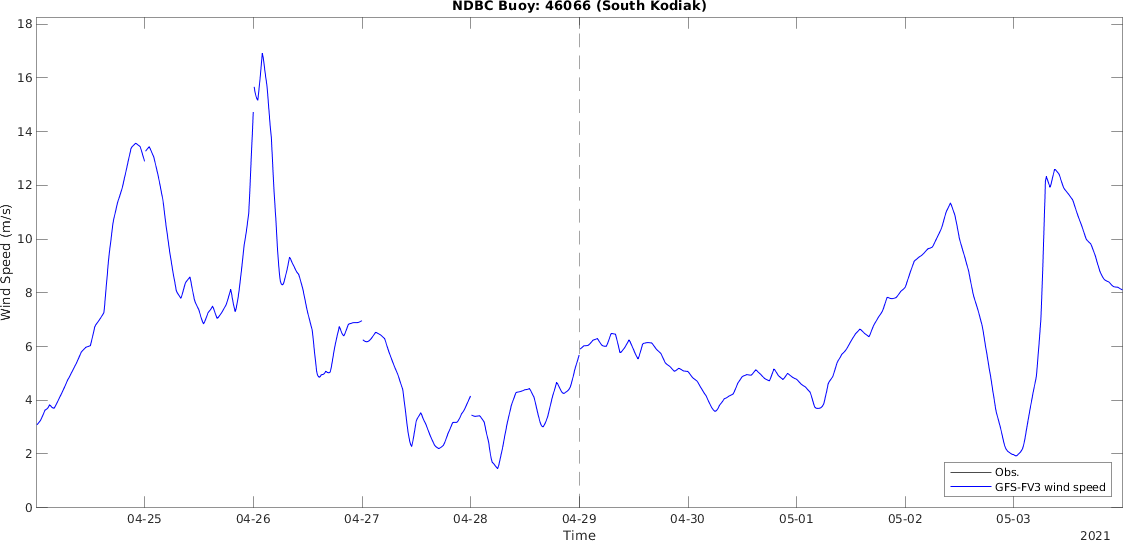 NDBC Buoy: 46066 (South Kodiak)
18
16
14
12
10
8
6
4
2
0
Wind Speed (m/s)
Obs.
GFS-FV3 wind speed
04-25 04-26 04-27 04-28 04-29 04-30 05-01 05-02 05-03
Time
2021